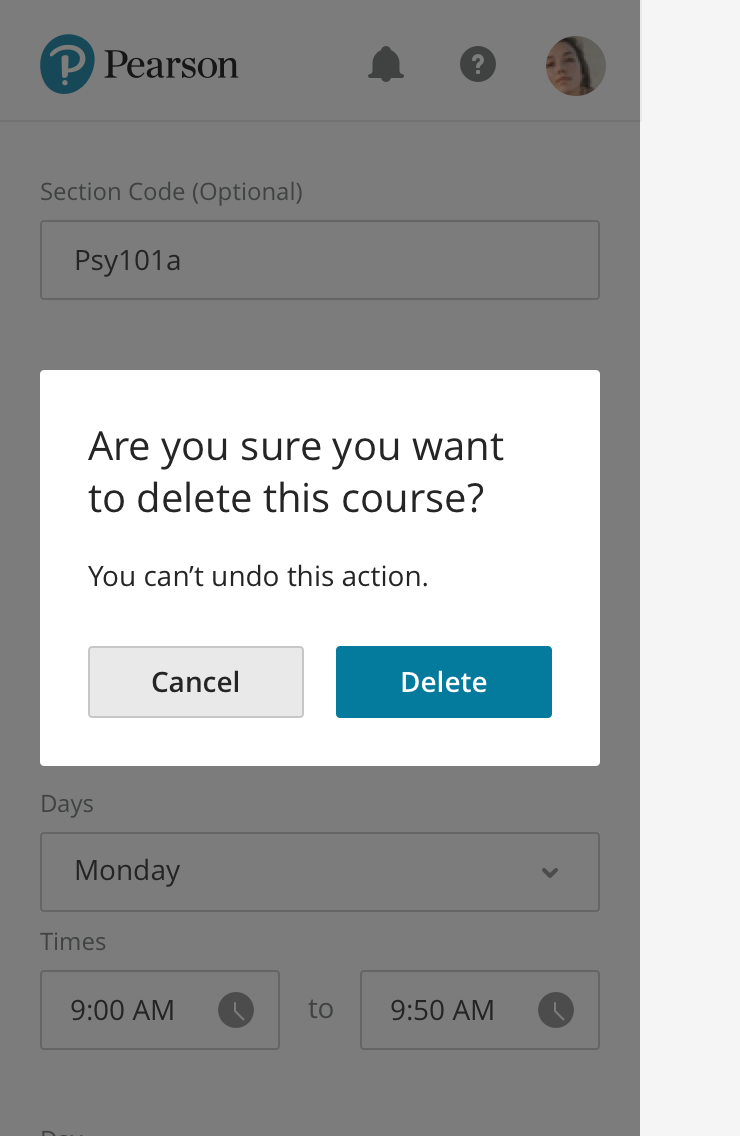 Pearson
Section Code (Optional)
Psy101a
Are you sure you want
to delete this course?
You can’t undo this action.
Cancel Delete
Days
Monday
Times
9:00 AM to 9:50 AM